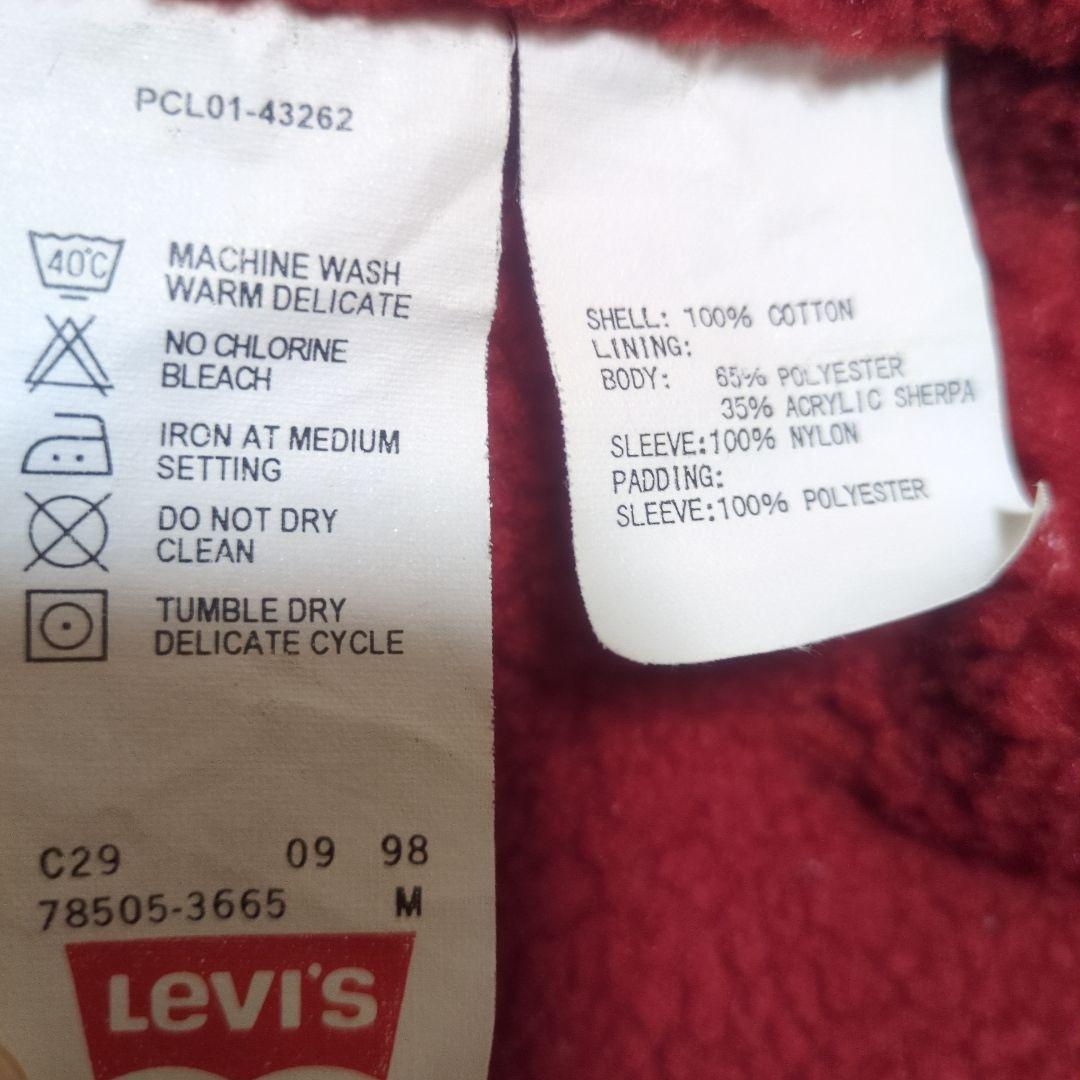 PCL01-43262
40°C
MACHINE WASH
WARM DELICATE
NO CHLORINE
BLEACH
IRON AT MEDIUM
SETTING
DO NOT DRY
CLEAN
TUMBLE DRY
DELICATE CYCLE
C29 09 98
78505-3665 M
LEVI'S
SHELL: 100% COTTON
LINING:
BODY: 65% POLYESTER
35% ACRYLIC SHERPA
SLEEVE:100% NYLON
PADDING:
SLEEVE:100% POLYESTER